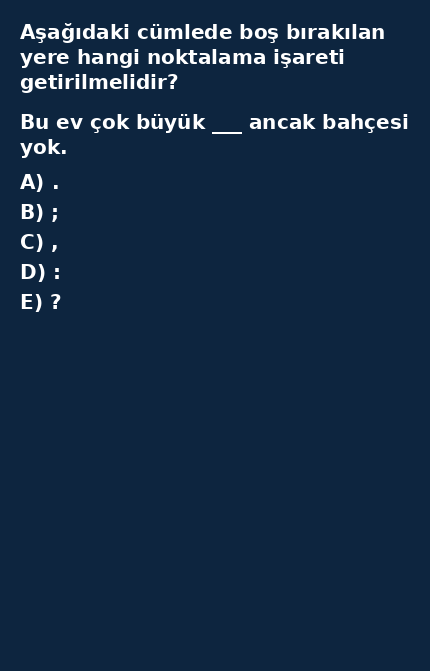 Aşağıdaki cümlede boş bırakılan
yere hangi noktalama işareti
getirilmelidir?
Bu ev çok büyük ___ ancak bahçesi
yok.
A) .
B) ;
C) ,
D) :
E) ?